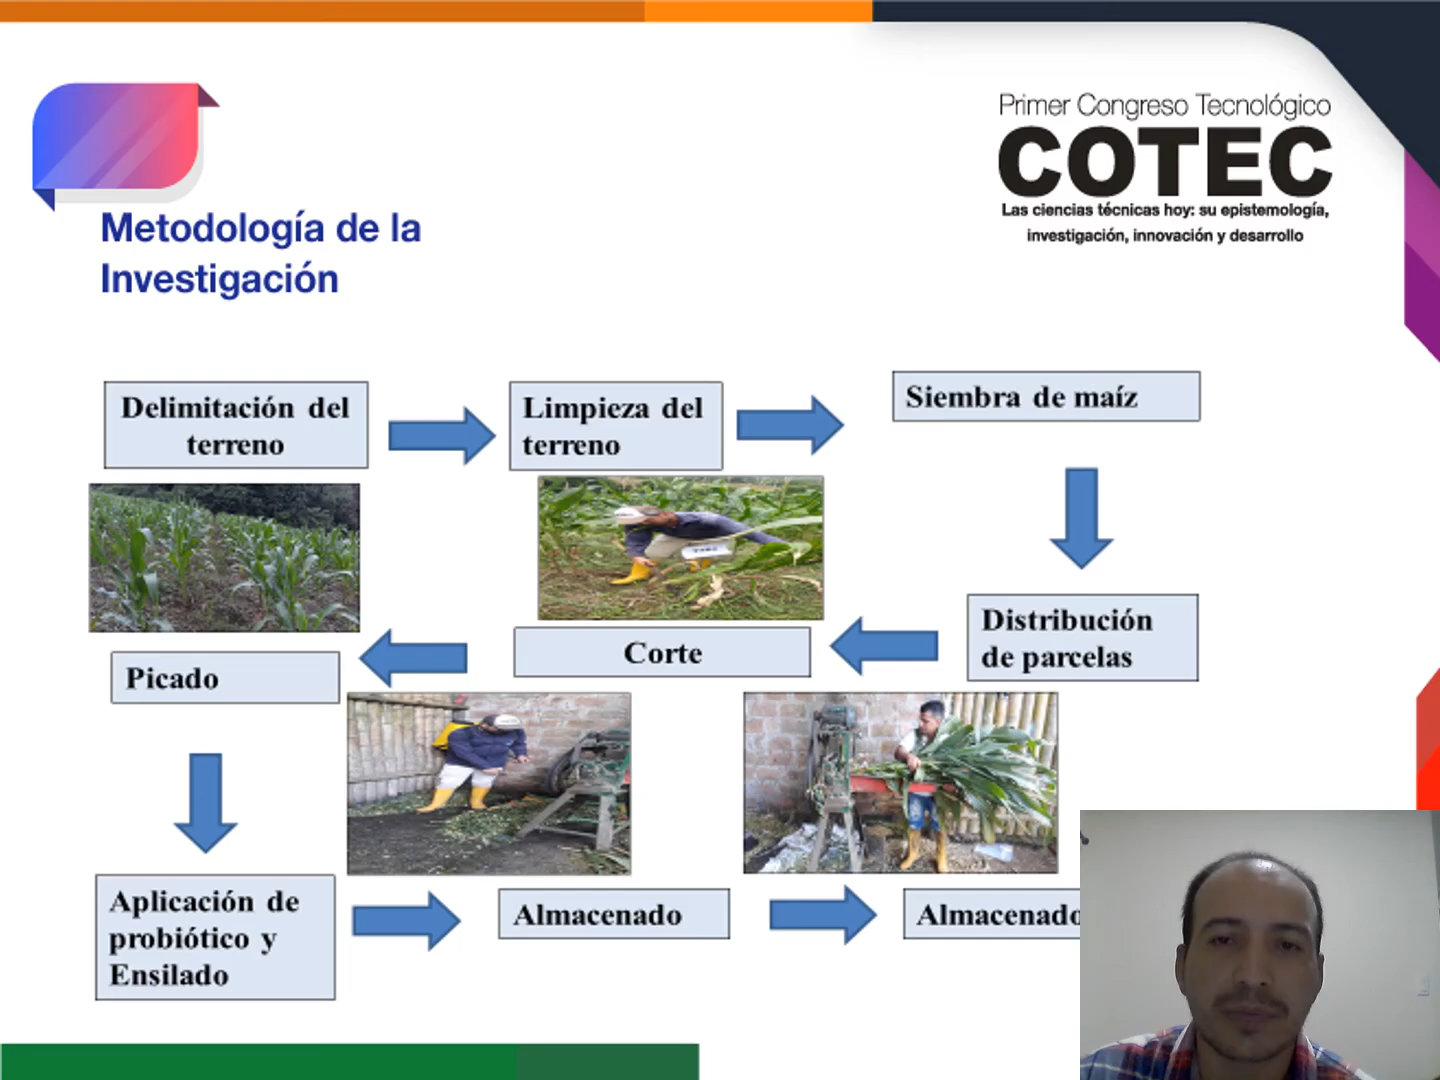 Primer Congreso Tecnológico
COTEC
Las ciencias técnicas hoy: su epistemología,
investigación, innovación y desarrollo
Metodología de la
Investigación
Delimitación del
terreno
Limpieza del
terreno
Siembra de maíz
Distribución
de parcelas
Corte
Picado
Aplicación de
probiótico y
Ensilado
Almacenado
Almacenado